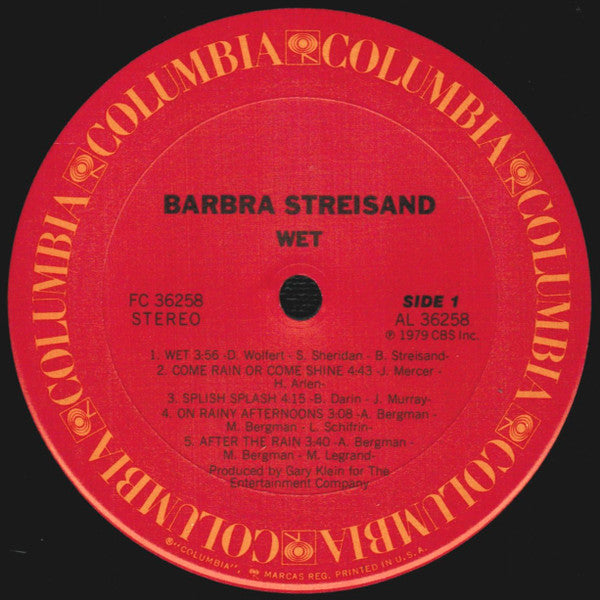 COLUMBIA COLUMBIA COLUMBIA COLUMBIA COLUMBIA COLUMBIA
BARBRA STREISAND
WET
FC 36258
STEREO
SIDE 1
AL 36258
℗ 1979 CBS Inc.
1. WET 3:56 -D. Wolfert - S. Sheridan - B. Streisand-
2. COME RAIN OR COME SHINE 4:43 -J. Mercer -
H. Arlen-
3. SPLISH SPLASH 4:15 -B. Darin - J. Murray-
4. ON RAINY AFTERNOONS 3:08 -A. Bergman -
M. Bergman - L. Schifrin-
5. AFTER THE RAIN 3:40 -A. Bergman -
M. Bergman - M. Legrand-
Produced by Gary Klein for The
Entertainment Company
®"COLUMBIA", MARCAS REG. PRINTED IN U.S.A.